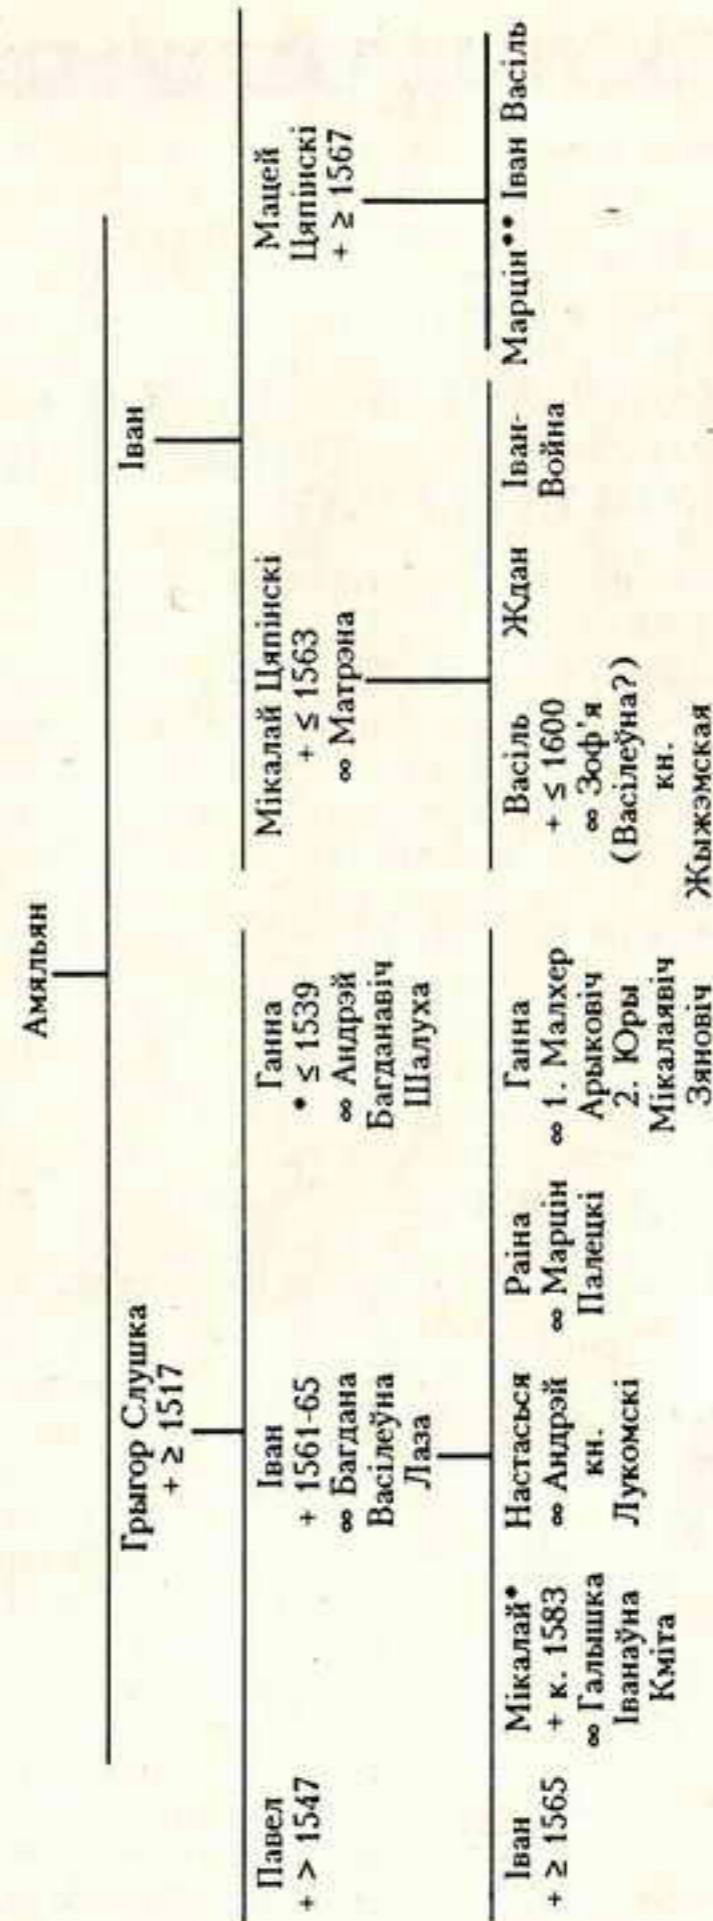 Амяльян
Грыгор Слушка
+ ≥ 1517
Іван
Павел
+ > 1547
Іван
+ 1561-65
∞ Багдана
Васілеўна
Лаза
Ганна
• ≤ 1539
∞ Андрэй
Багданавіч
Шалуха
Мікалай Цяпінскі
+ ≤ 1563
∞ Матрэна
Мацей
Цяпінскі
+ ≥ 1567
Іван
+ ≥ 1565
Мікалай•
+ к. 1583
∞ Галышка
Іванаўна
Кміта
Настасься
∞ Андрэй
кн.
Лукомскі
Раіна
∞ Марцін
Палецкі
Ганна
∞ 1. Малхер
Арыковіч
2. Юры
Мікалаявіч
Зяновіч
Васіль
+ ≤ 1600
∞ Зоф'я
(Васілеўна?)
кн.
Жыжэмская
Ждан
Іван-
Война
Марцін•• Іван Васіль